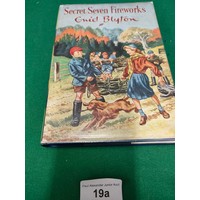 Secret Seven Fireworks
Enid Blyton
19a